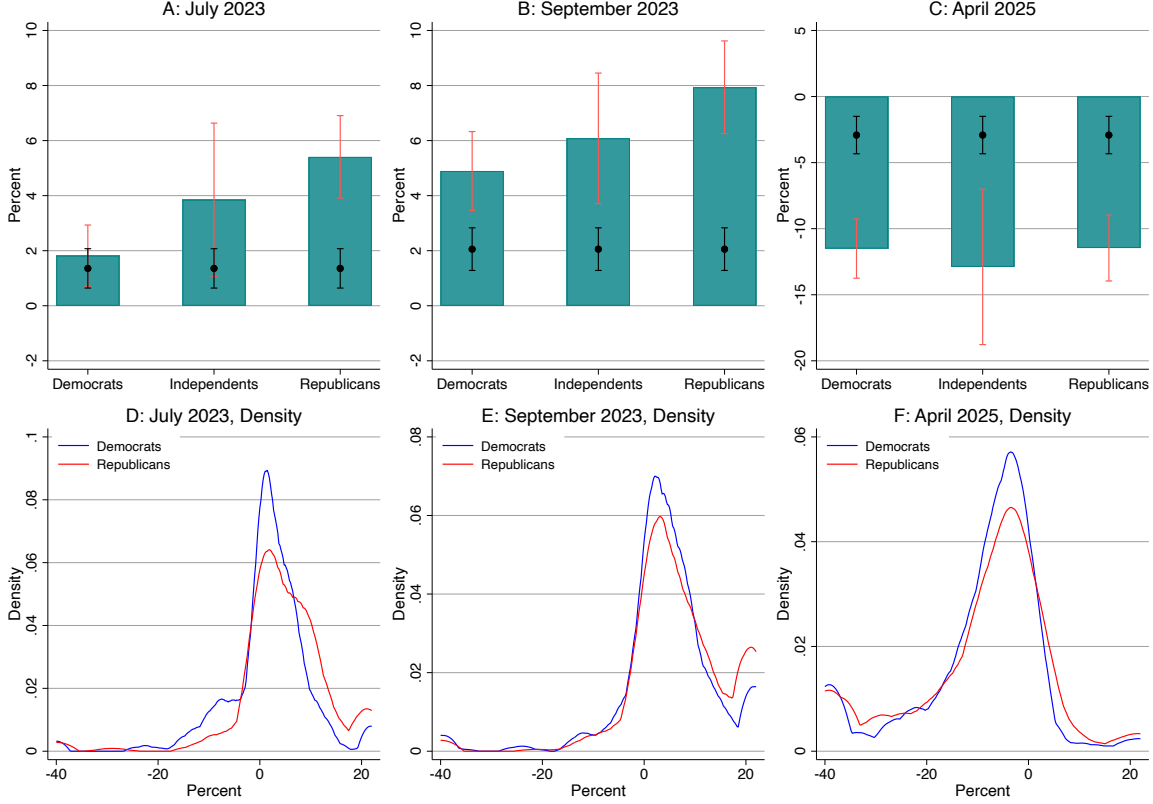 A: July 2023
Percent
10
8
6
4
2
0
-2
Democrats Independents Republicans
B: September 2023
Percent
10
8
6
4
2
0
-2
Democrats Independents Republicans
C: April 2025
Percent
5
0
-5
-10
-15
-20
Democrats Independents Republicans
D: July 2023, Density
Democrats
Republicans
Density
.1
.08
.06
.04
.02
0
-40 -20 0 20
Percent
E: September 2023, Density
Democrats
Republicans
Density
.08
.06
.04
.02
0
-40 -20 0 20
Percent
F: April 2025, Density
Democrats
Republicans
Density
.06
.04
.02
0
-40 -20 0 20
Percent